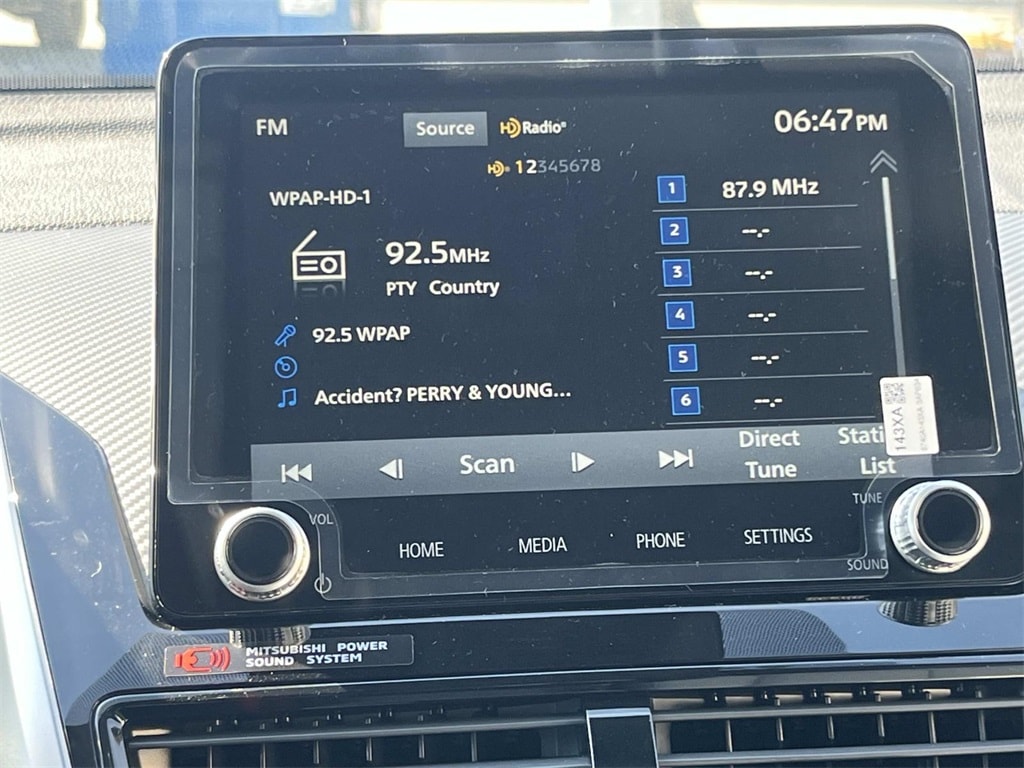 FM
Source
HD Radio®
06:47PM
HD® 12345678
WPAP-HD-1
92.5MHz
PTY Country
92.5 WPAP
Accident? PERRY & YOUNG...
1 87.9 MHz
2 --.-
3 --.-
4 --.-
5 --.-
6 --.-
143XA
Scan
Direct
Tune
List
VOL
HOME
MEDIA
PHONE
SETTINGS
TUNE
SOUND
MITSUBISHI POWER
SOUND SYSTEM